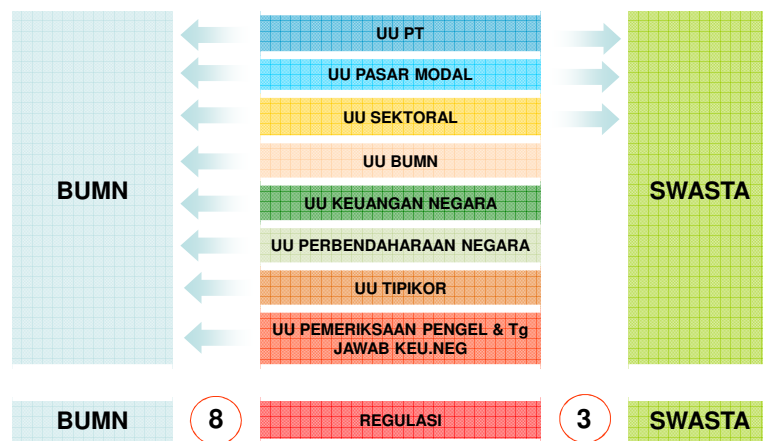 UU PT
UU PASAR MODAL
UU SEKTORAL
UU BUMN
BUMN
SWASTA
UU KEUANGAN NEGARA
UU PERBENDAHARAAN NEGARA
UU TIPIKOR
UU PEMERIKSAAN PENGEL & Tg
JAWAB KEU.NEG
BUMN 8 REGULASI 3 SWASTA